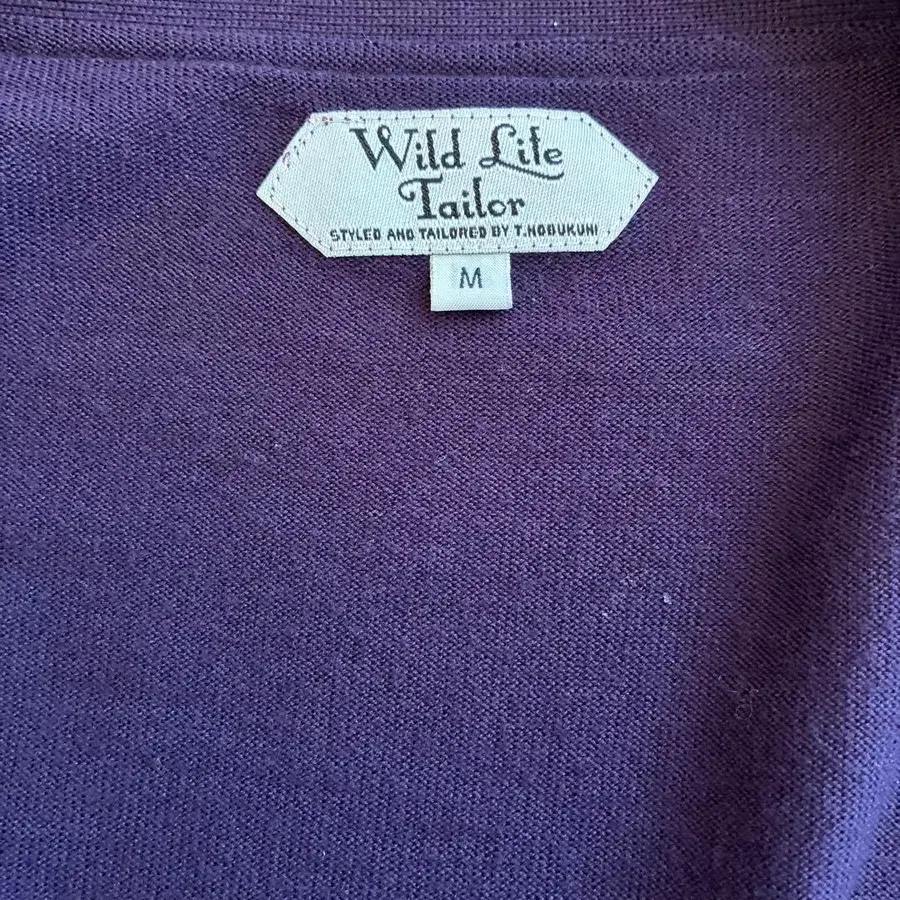 Wild Life
Tailor
STYLED AND TAILORED BY T.NOBUKUNI
M